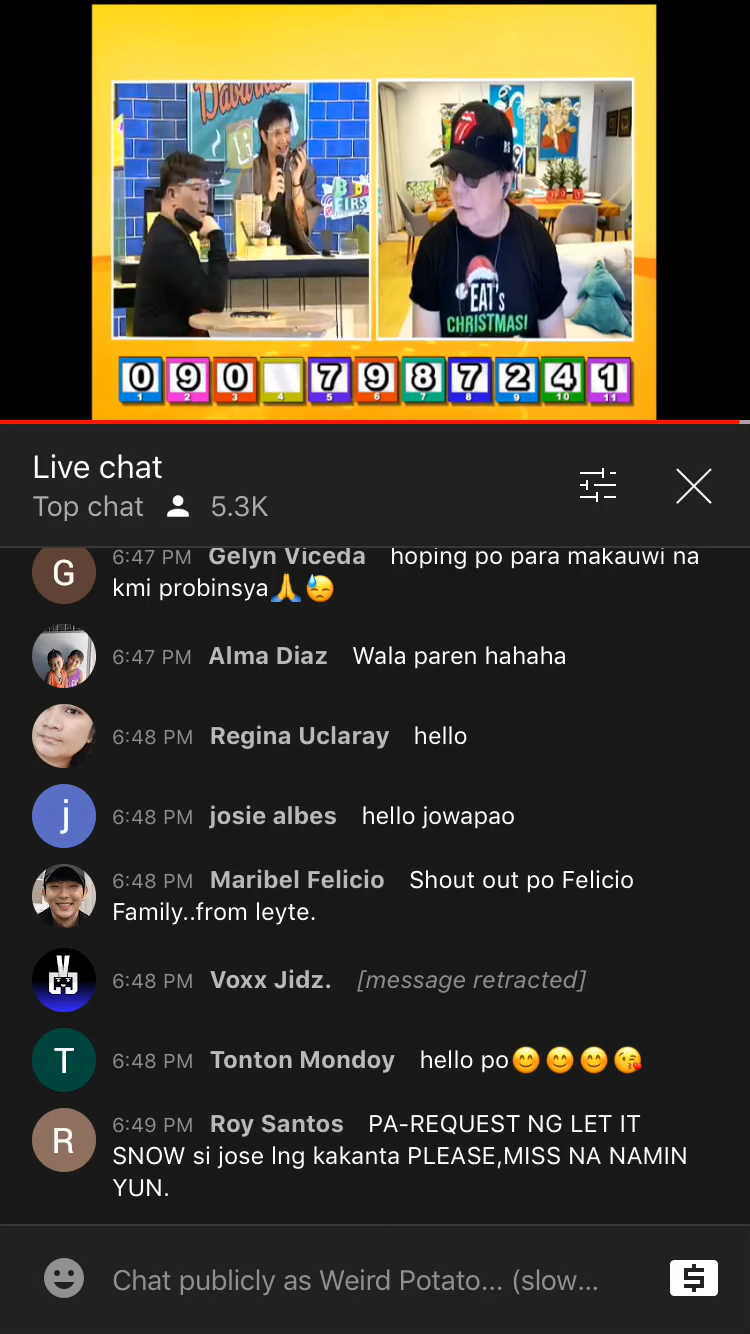 EAT's
CHRISTMAS!
FIRS
0 9 0 7 9 8 7 2 4 1
1 2 3 4 5 6 7 8 9 10 11
Live chat
Top chat 5.3K
G 6:47 PM Gelyn Viceda hoping po para makauwi na
kmi probinsya🙏😓
6:47 PM Alma Diaz Wala paren hahaha
6:48 PM Regina Uclaray hello
j 6:48 PM josie albes hello jowapao
6:48 PM Maribel Felicio Shout out po Felicio
Family..from leyte.
6:48 PM Voxx Jidz. [message retracted]
T 6:48 PM Tonton Mondoy hello po😊😊😊😘
R 6:49 PM Roy Santos PA-REQUEST NG LET IT
SNOW si jose lng kakanta PLEASE,MISS NA NAMIN
YUN.
Chat publicly as Weird Potato... (slow...
$